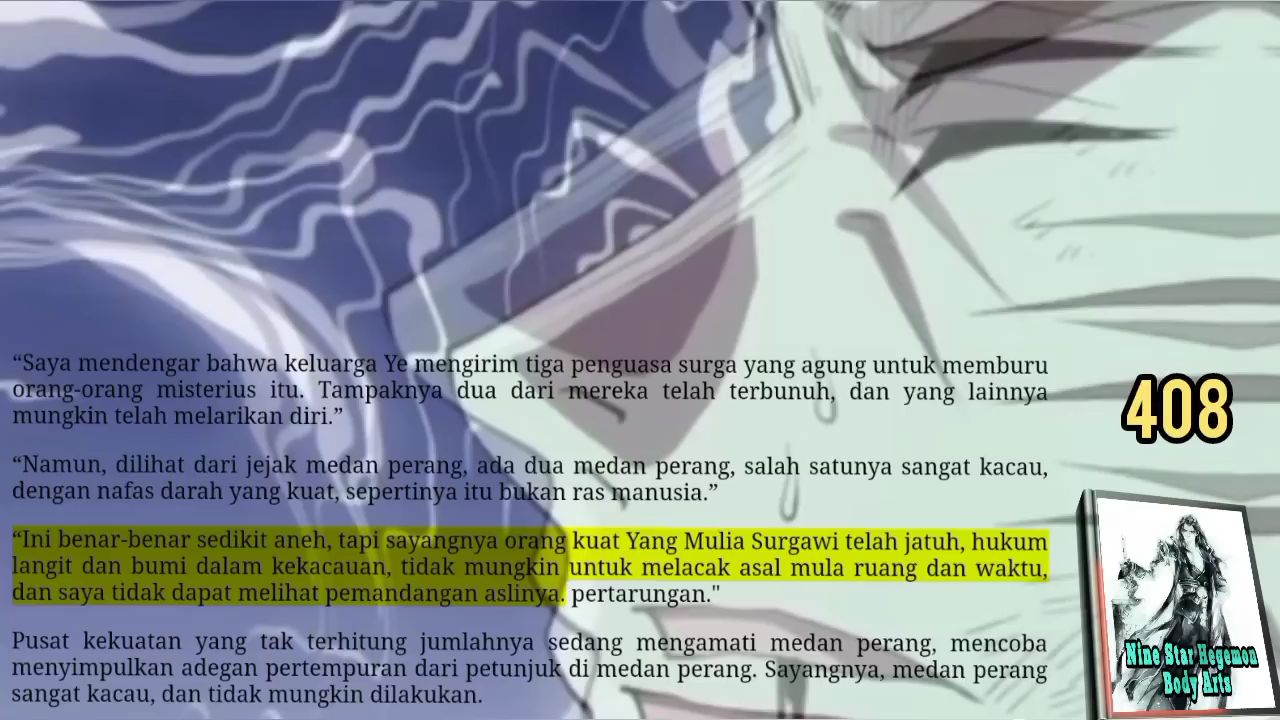 “Saya mendengar bahwa keluarga Ye mengirim tiga penguasa surga yang agung untuk memburu
orang-orang misterius itu. Tampaknya dua dari mereka telah terbunuh, dan yang lainnya
mungkin telah melarikan diri.”
“Namun, dilihat dari jejak medan perang, ada dua medan perang, salah satunya sangat kacau,
dengan nafas darah yang kuat, sepertinya itu bukan ras manusia.”
“Ini benar-benar sedikit aneh, tapi sayangnya orang kuat Yang Mulia Surgawi telah jatuh, hukum
langit dan bumi dalam kekacauan, tidak mungkin untuk melacak asal mula ruang dan waktu,
dan saya tidak dapat melihat pemandangan aslinya. pertarungan."
Pusat kekuatan yang tak terhitung jumlahnya sedang mengamati medan perang, mencoba
menyimpulkan adegan pertempuran dari petunjuk di medan perang. Sayangnya, medan perang
sangat kacau, dan tidak mungkin dilakukan.
408
Nine Star Hegemon
Body Arts